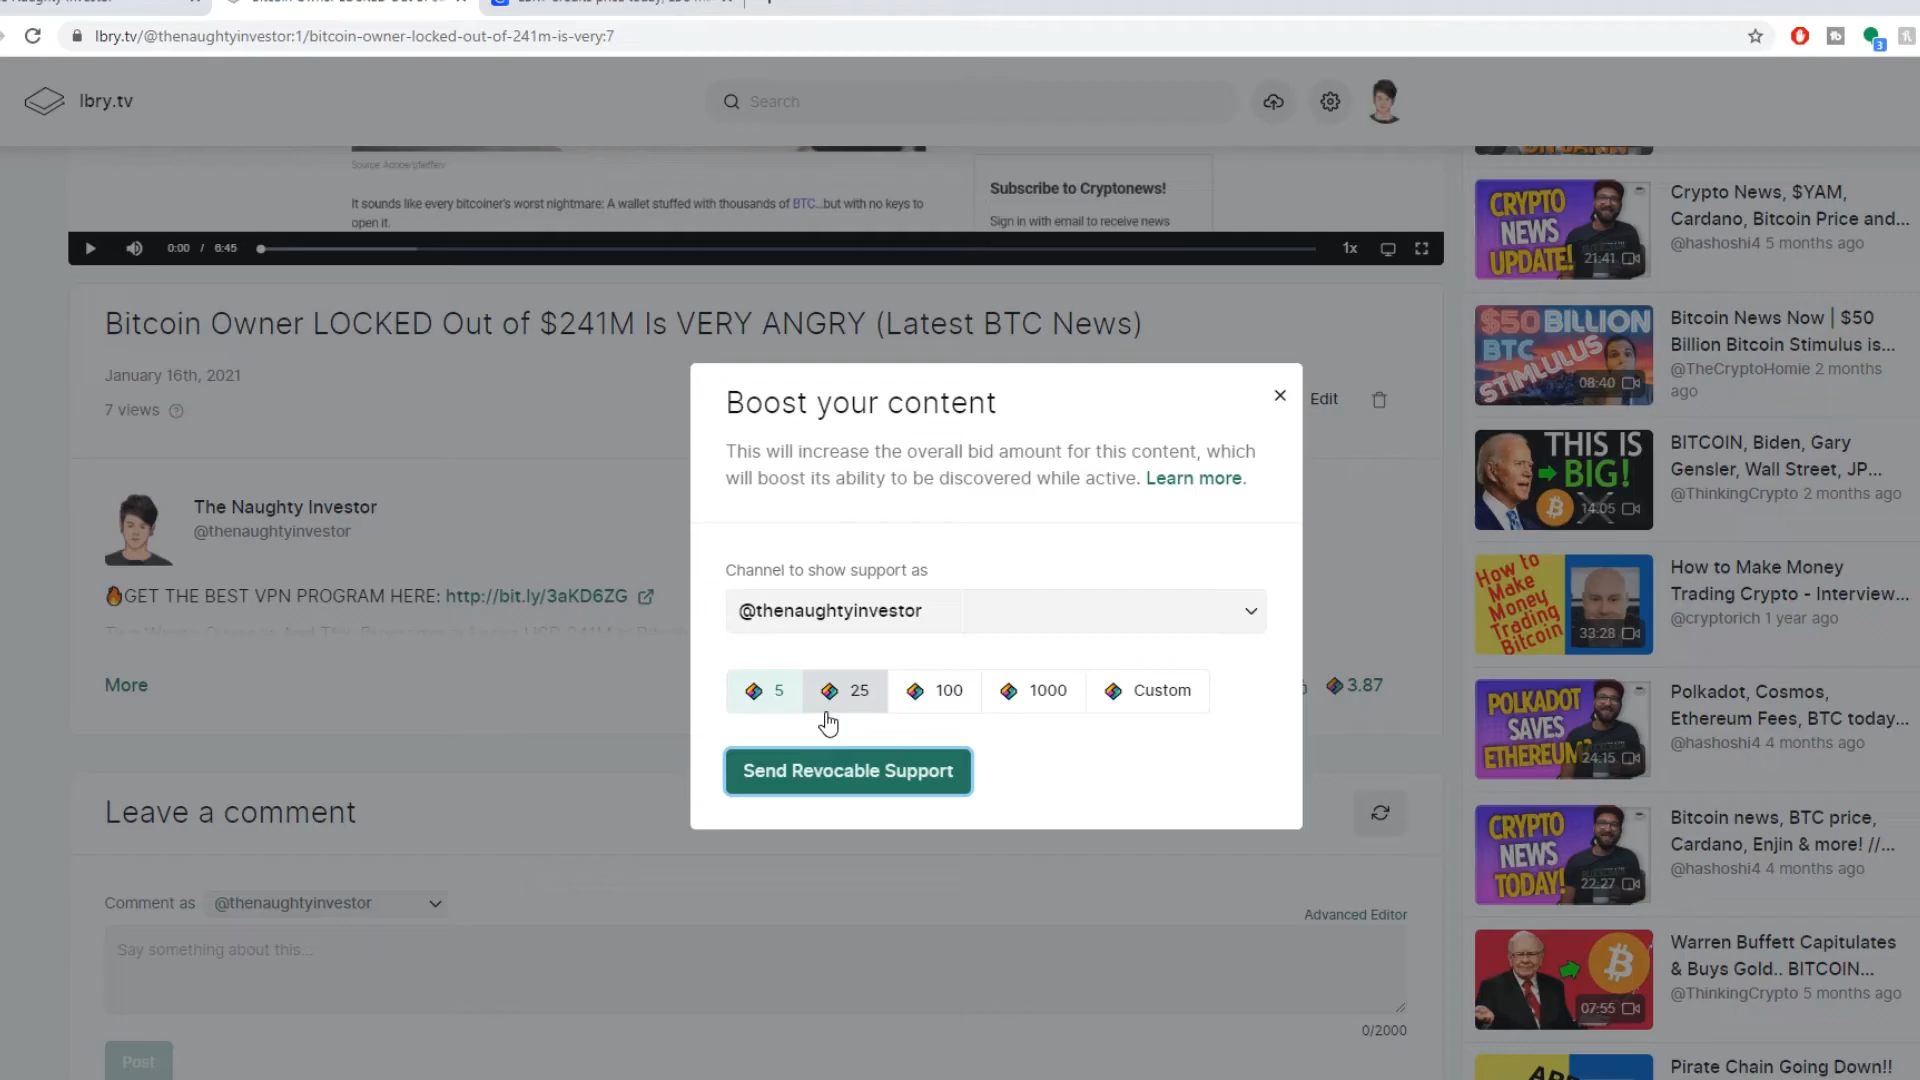 lbry.tv/@thenaughtyinvestor:1/bitcoin-owner-locked-out-of-241m-is-very:7
3
lbry.tv
Search
Source: Adobe/pfeiffen
It sounds like every bitcoiner's worst nightmare: A wallet stuffed with thousands of BTC...but with no keys to
open it.
Subscribe to Cryptonews!
Sign in with email to receive news
0:00 / 6:45
1x
Bitcoin Owner LOCKED Out of $241M Is VERY ANGRY (Latest BTC News)
January 16th, 2021
7 views
Edit
The Naughty Investor
@thenaughtyinvestor
GET THE BEST VPN PROGRAM HERE: http://bit.ly/3aKD6ZG
More
3.87
Boost your content
This will increase the overall bid amount for this content, which
will boost its ability to be discovered while active. Learn more.
Channel to show support as
@thenaughtyinvestor
5 25 100 1000 Custom
Send Revocable Support
Leave a comment
Comment as @thenaughtyinvestor
Advanced Editor
Say something about this...
0/2000
Post
CRYPTO
NEWS
UPDATE!
21:41
Crypto News, $YAM,
Cardano, Bitcoin Price and...
@hashoshi4 5 months ago
$50 BILLION
BTC
STIMULUS
08:40
Bitcoin News Now | $50
Billion Bitcoin Stimulus is...
@TheCryptoHomie 2 months
ago
THIS IS
BIG!
14:05
BITCOIN, Biden, Gary
Gensler, Wall Street, JP...
@ThinkingCrypto 2 months ago
How to
Make
Money
Trading
Bitcoin
33:28
How to Make Money
Trading Crypto - Interview...
@cryptorich 1 year ago
POLKADOT
SAVES
ETHEREUM?
24:15
Polkadot, Cosmos,
Ethereum Fees, BTC today...
@hashoshi4 4 months ago
CRYPTO
NEWS
TODAY!
22:27
Bitcoin news, BTC price,
Cardano, Enjin & more! //...
@hashoshi4 4 months ago
07:55
Warren Buffett Capitulates
& Buys Gold.. BITCOIN...
@ThinkingCrypto 5 months ago
Pirate Chain Going Down!!